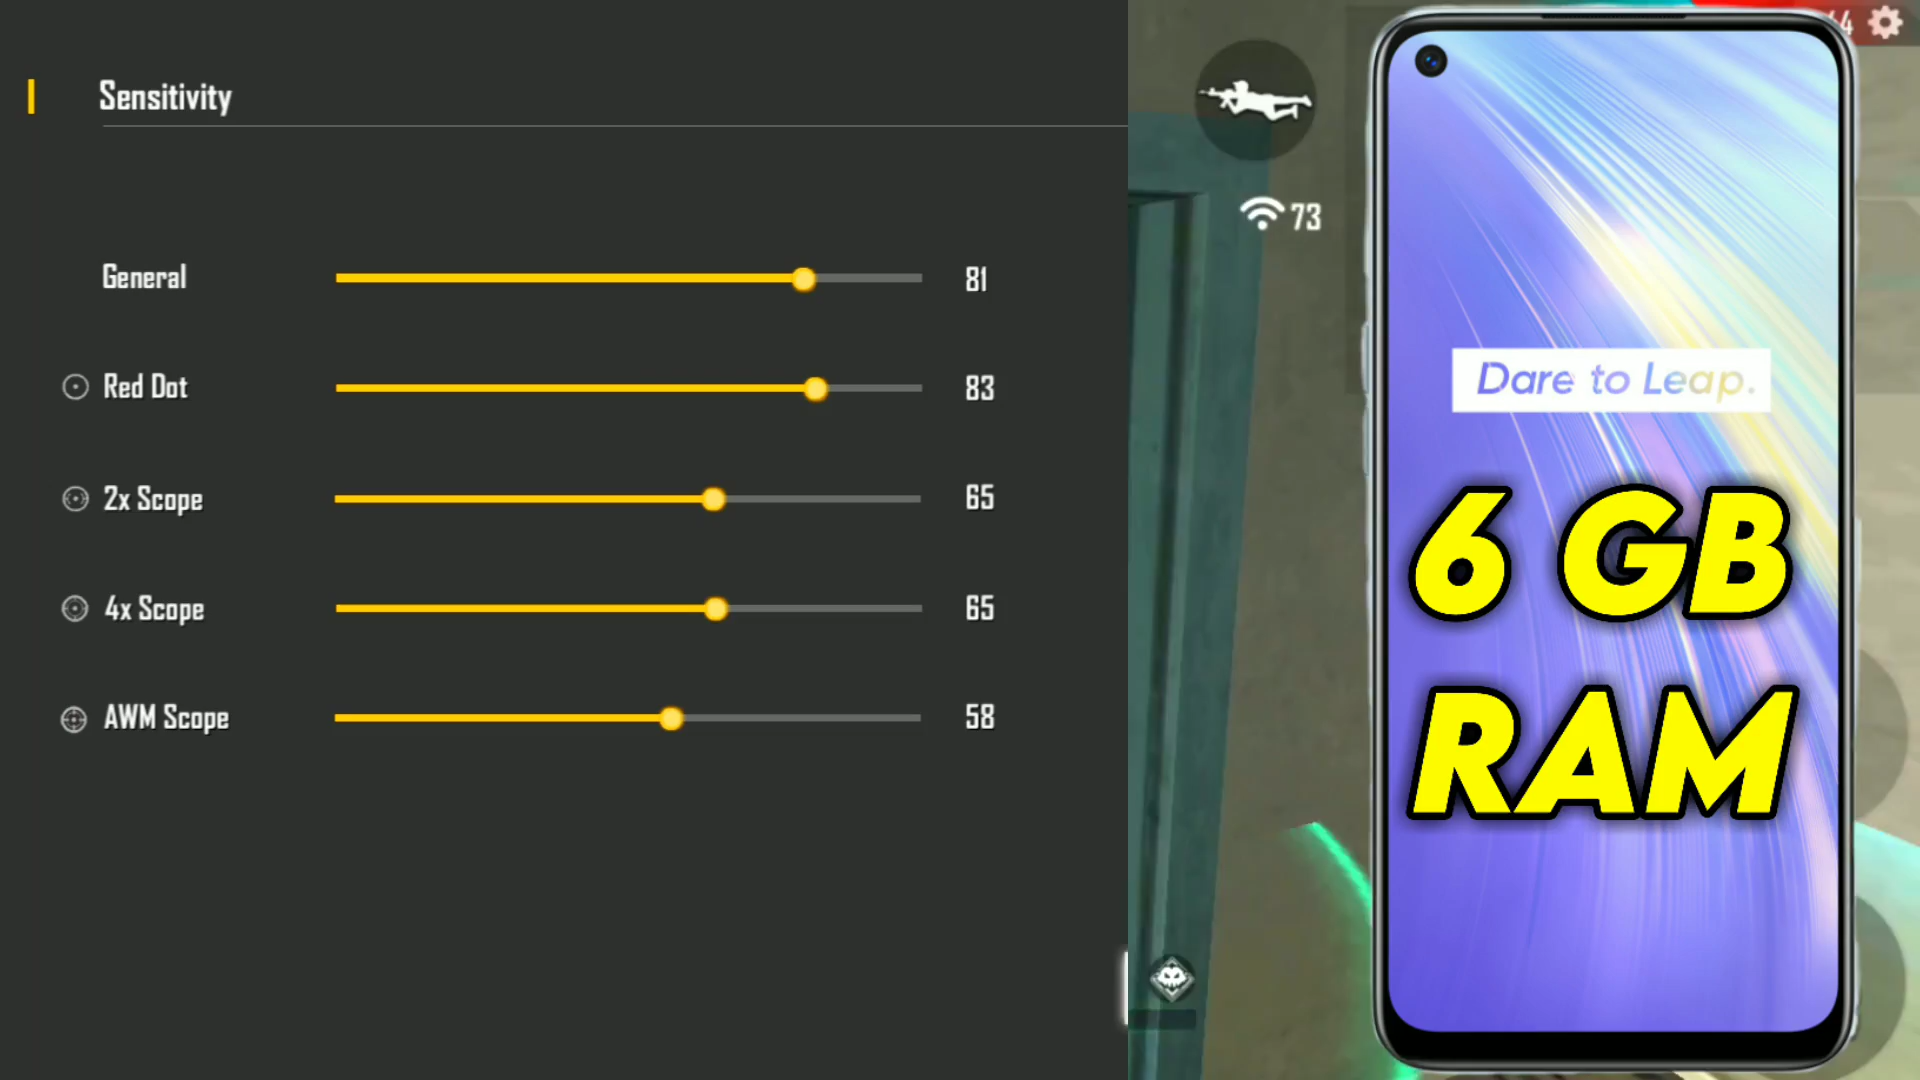 Sensitivity
General 81
Red Dot 83
2x Scope 65
4x Scope 65
AWM Scope 58
73
Dare to Leap.
6 GB
RAM